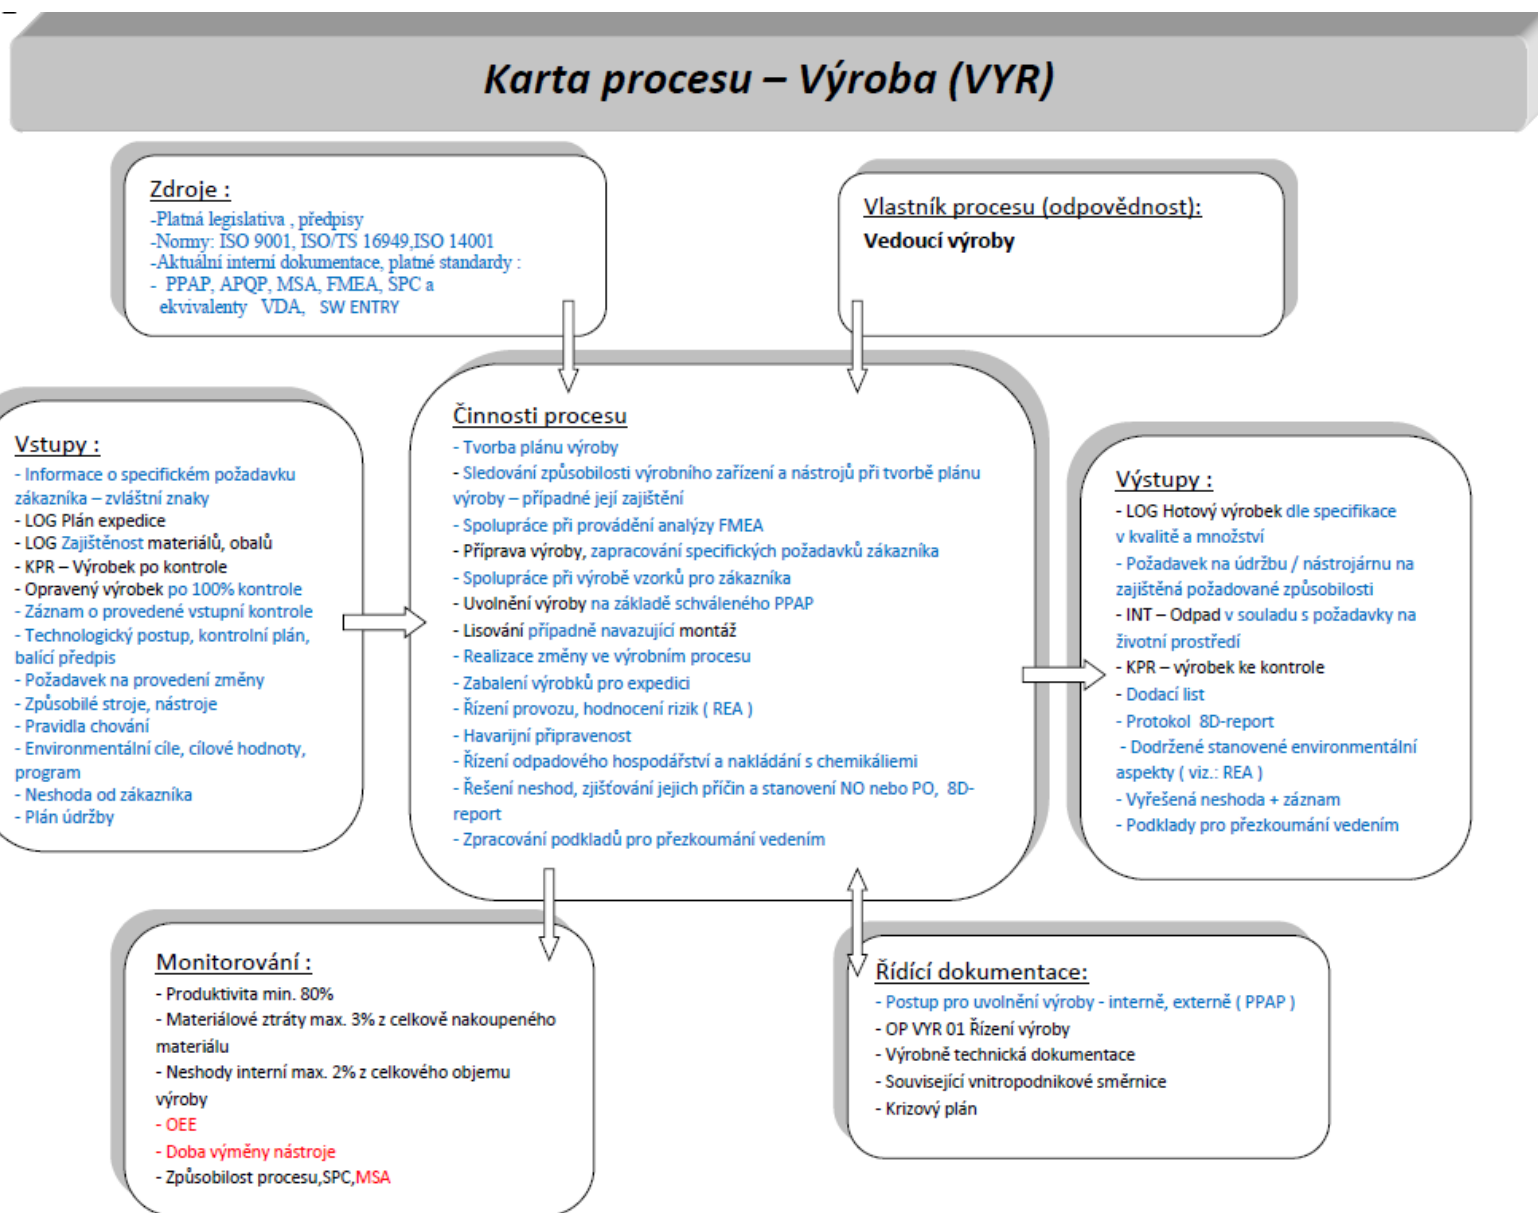 Karta procesu – Výroba (VYR)
Zdroje :
-Platná legislativa , předpisy
-Normy: ISO 9001, ISO/TS 16949,ISO 14001
-Aktuální interní dokumentace, platné standardy :
- PPAP, APQP, MSA, FMEA, SPC a
ekvivalenty VDA, SW ENTRY
Vlastník procesu (odpovědnost):
Vedoucí výroby
Vstupy :
- Informace o specifickém požadavku
zákazníka – zvláštní znaky
- LOG Plán expedice
- LOG Zajištěnost materiálů, obalů
- KPR – Výrobek po kontrole
- Opravený výrobek po 100% kontrole
- Záznam o provedené vstupní kontrole
- Technologický postup, kontrolní plán,
balící předpis
- Požadavek na provedení změny
- Způsobilé stroje, nástroje
- Pravidla chování
- Environmentální cíle, cílové hodnoty,
program
- Neshoda od zákazníka
- Plán údržby
Činnosti procesu
- Tvorba plánu výroby
- Sledování způsobilosti výrobního zařízení a nástrojů při tvorbě plánu
výroby – případné její zajištění
- Spolupráce při provádění analýzy FMEA
- Příprava výroby, zapracování specifických požadavků zákazníka
- Spolupráce při výrobě vzorků pro zákazníka
- Uvolnění výroby na základě schváleného PPAP
- Lisování případně navazující montáž
- Realizace změny ve výrobním procesu
- Zabalení výrobků pro expedici
- Řízení provozu, hodnocení rizik ( REA )
- Havarijní připravenost
- Řízení odpadového hospodářství a nakládání s chemikáliemi
- Řešení neshod, zjišťování jejich příčin a stanovení NO nebo PO, 8D-
report
- Zpracování podkladů pro přezkoumání vedením
Výstupy :
- LOG Hotový výrobek dle specifikace
v kvalitě a množství
- Požadavek na údržbu / nástrojárnu na
zajištěná požadované způsobilosti
- INT – Odpad v souladu s požadavky na
životní prostředí
- KPR – výrobek ke kontrole
- Dodací list
- Protokol 8D-report
- Dodržené stanovené environmentální
aspekty ( viz.: REA )
- Vyřešená neshoda + záznam
- Podklady pro přezkoumání vedením
Monitorování :
- Produktivita min. 80%
- Materiálové ztráty max. 3% z celkově nakoupeného
materiálu
- Neshody interní max. 2% z celkového objemu
výroby
- OEE
- Doba výměny nástroje
- Způsobilost procesu,SPC,MSA
Řídící dokumentace:
- Postup pro uvolnění výroby - interně, externě ( PPAP )
- OP VYR 01 Řízení výroby
- Výrobně technická dokumentace
- Související vnitropodnikové směrnice
- Krizový plán